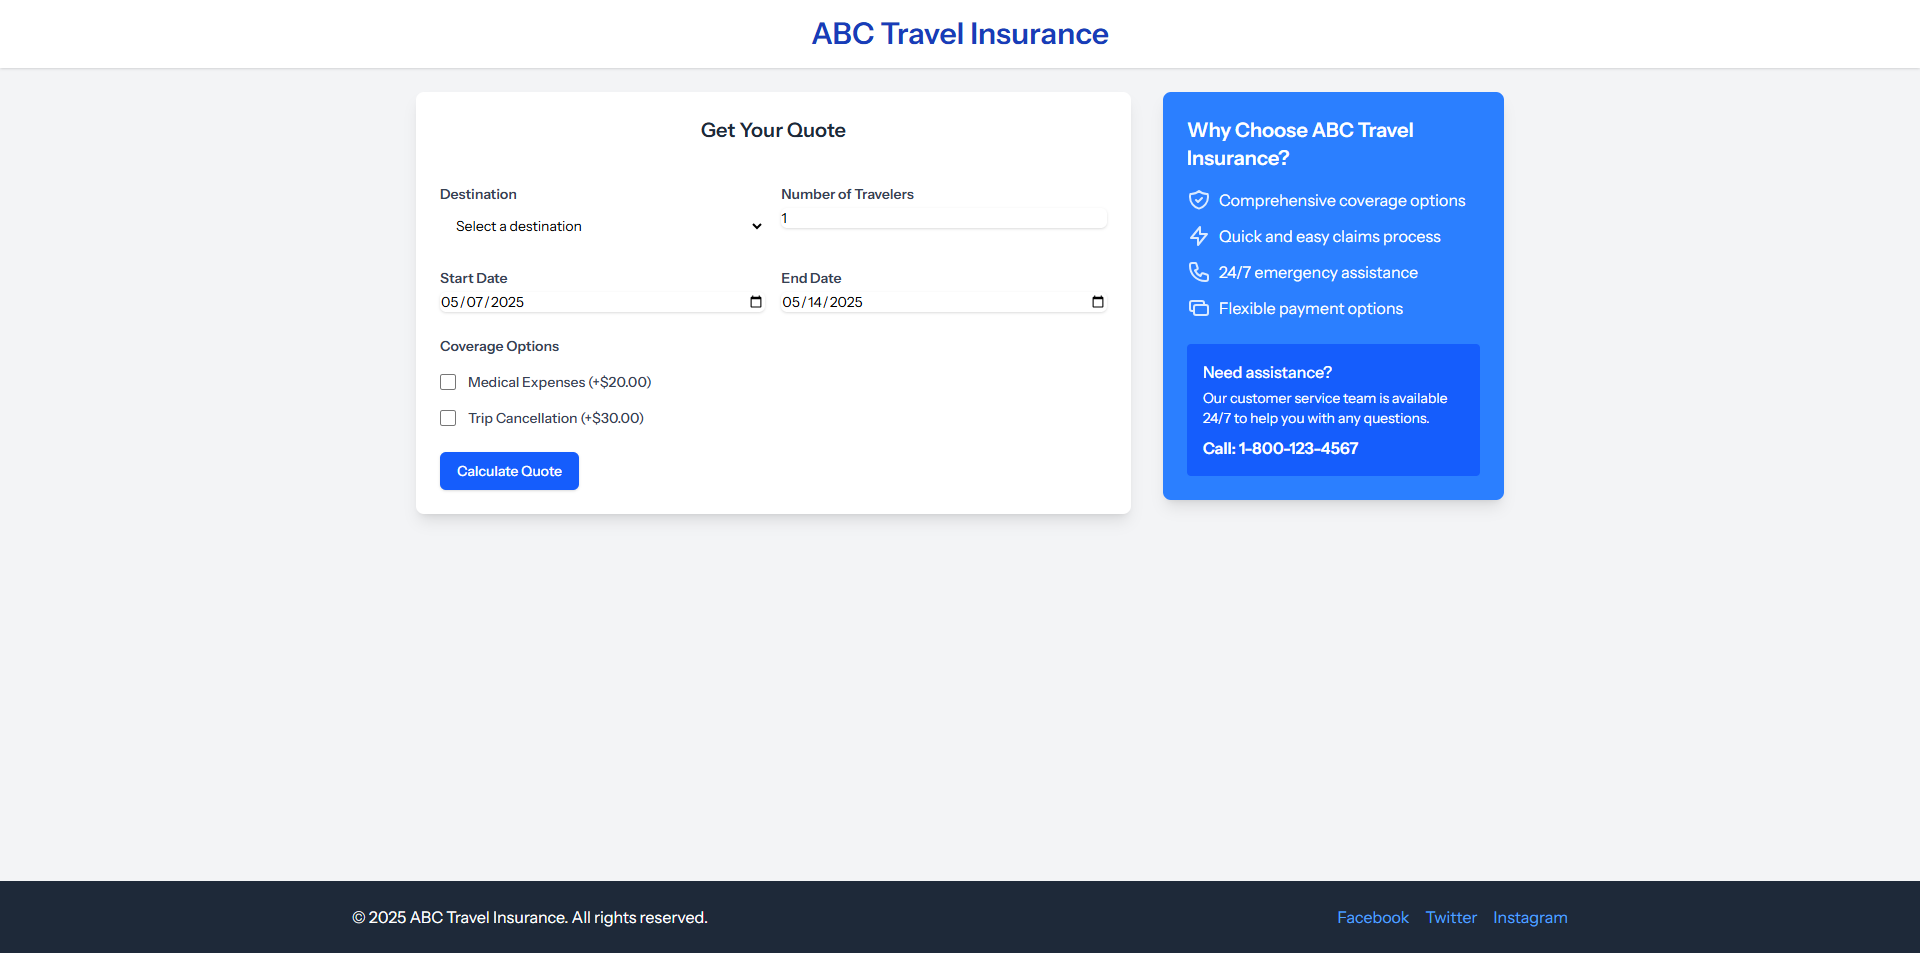 ABC Travel Insurance
Get Your Quote
Destination
Select a destination
Number of Travelers
1
Start Date
05/07/2025
End Date
05/14/2025
Coverage Options
Medical Expenses (+$20.00)
Trip Cancellation (+$30.00)
Calculate Quote
Why Choose ABC Travel
Insurance?
Comprehensive coverage options
Quick and easy claims process
24/7 emergency assistance
Flexible payment options
Need assistance?
Our customer service team is available
24/7 to help you with any questions.
Call: 1-800-123-4567
© 2025 ABC Travel Insurance. All rights reserved.
Facebook Twitter Instagram